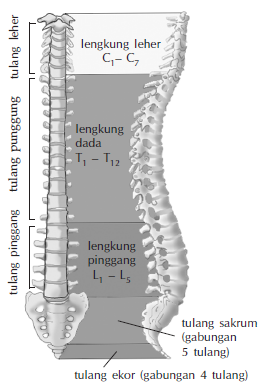 tulang leher
lengkung leher
C₁– C₇
tulang punggung
lengkung
dada
T₁ – T₁₂
tulang pinggang
lengkung
pinggang
L₁ – L₅
tulang sakrum
(gabungan
5 tulang)
tulang ekor (gabungan 4 tulang)